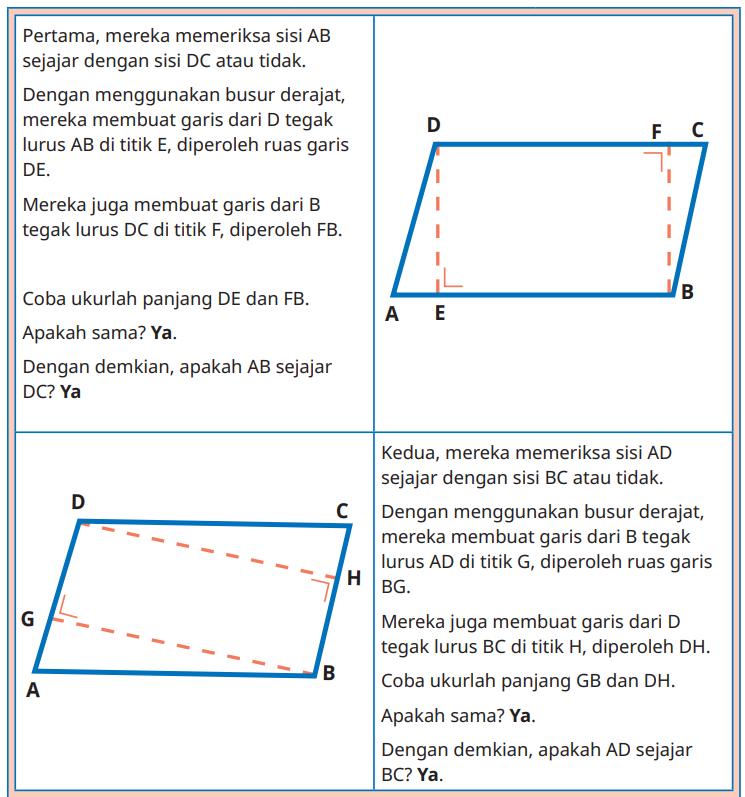 Pertama, mereka memeriksa sisi AB
sejajar dengan sisi DC atau tidak.
Dengan menggunakan busur derajat,
mereka membuat garis dari D tegak
lurus AB di titik E, diperoleh ruas garis
DE.
Mereka juga membuat garis dari B
tegak lurus DC di titik F, diperoleh FB.
Coba ukurlah panjang DE dan FB.
Apakah sama? Ya.
Dengan demkian, apakah AB sejajar
DC? Ya
D
F
C
A
E
B
D
C
H
G
A
B
Kedua, mereka memeriksa sisi AD
sejajar dengan sisi BC atau tidak.
Dengan menggunakan busur derajat,
mereka membuat garis dari B tegak
lurus AD di titik G, diperoleh ruas garis
BG.
Mereka juga membuat garis dari D
tegak lurus BC di titik H, diperoleh DH.
Coba ukurlah panjang GB dan DH.
Apakah sama? Ya.
Dengan demkian, apakah AD sejajar
BC? Ya.